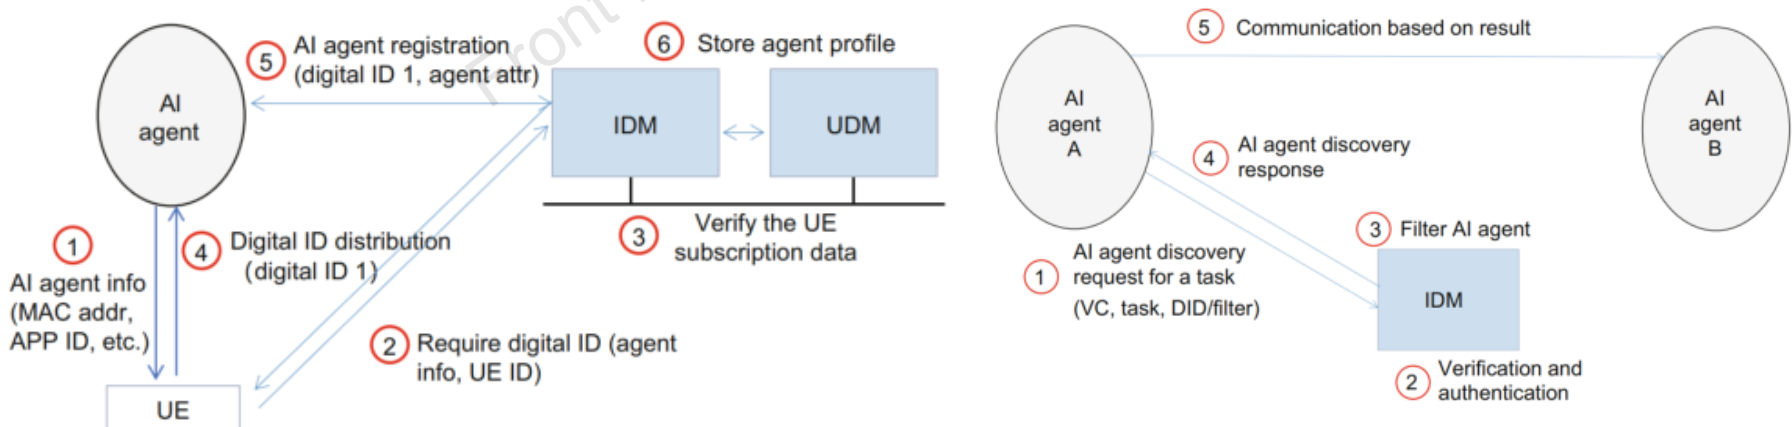 AI
agent
5
AI agent registration
(digital ID 1, agent attr)
Front
6
Store agent profile
IDM
UDM
3
Verify the UE
subscription data
1
AI agent info
(MAC addr,
APP ID, etc.)
4
Digital ID distribution
(digital ID 1)
2
Require digital ID (agent
info, UE ID)
UE
AI
agent
A
5
Communication based on result
AI
agent
B
4
AI agent discovery
response
1
AI agent discovery
request for a task
(VC, task, DID/filter)
3
Filter AI agent
IDM
2
Verification and
authentication